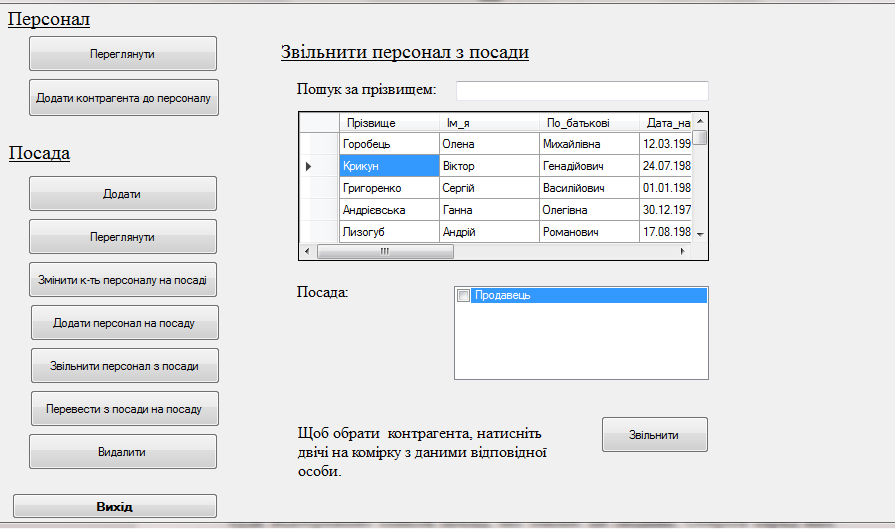 Персонал
Переглянути
Додати контрагента до персоналу
Посада
Додати
Переглянути
Змінити к-ть персоналу на посаді
Додати персонал на посаду
Звільнити персонал з посади
Перевести з посади на посаду
Видалити
Вихід
Звільнити персонал з посади
Пошук за прізвищем:
Прізвище Ім_я По_батькові Дата_на
Горобець Олена Михайлівна 12.03.199
Крикун Віктор Генадійович 24.07.198
Григоренко Сергій Василійович 01.01.198
Андрієвська Ганна Олегівна 30.12.197
Лизогуб Андрій Романович 17.08.198
Посада:
Продавець
Щоб обрати контрагента, натисніть
двічі на комірку з даними відповідної
особи.
Звільнити